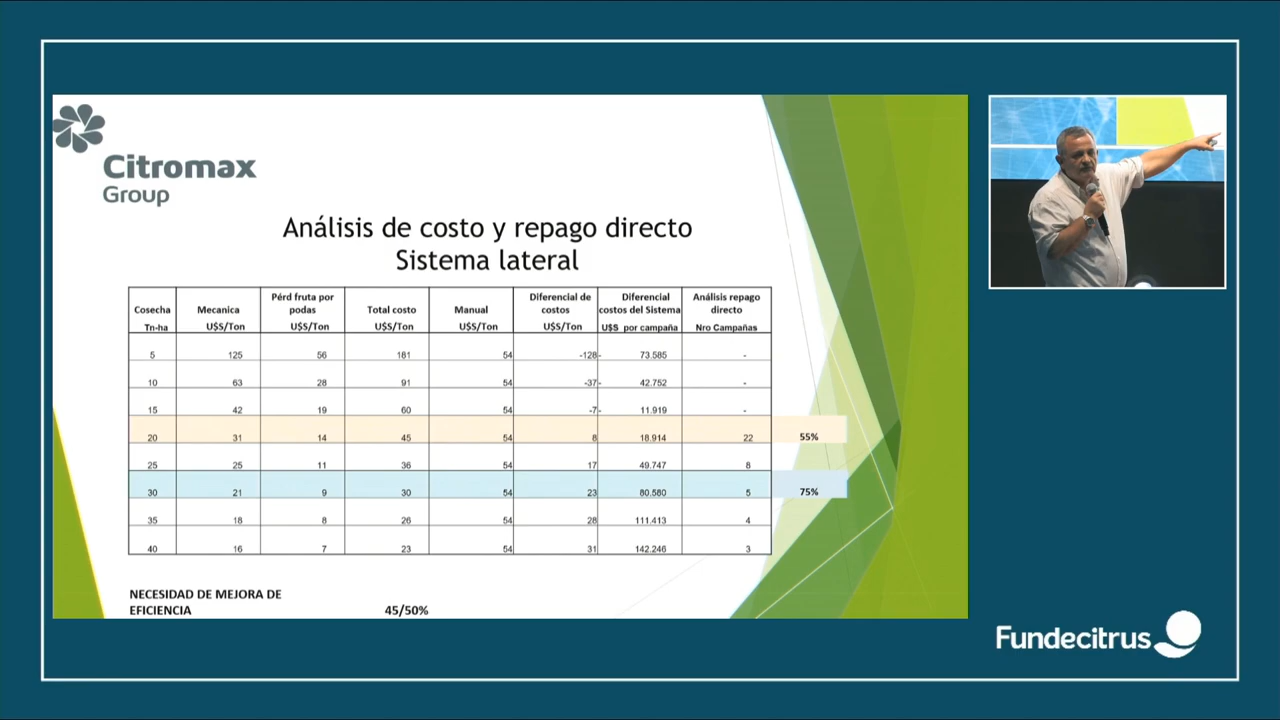 Citromax
Group
Análisis de costo y repago directo
Sistema lateral
Cosecha Mecanica Pérd fruta por podas Total costo Manual Diferencial de costos Diferencial costos del Sistema Análisis repago directo
Tn-ha U$S/Ton U$S/Ton U$S/Ton U$S/Ton U$S/Ton U$S por campaña Nro Campañas
5 125 56 181 54 -128 - 73.585 -
10 63 28 91 54 -37 - 42.752 -
15 42 19 60 54 -7 - 11.919 -
20 31 14 45 54 8 18.914 22 55%
25 25 11 36 54 17 49.747 8
30 21 9 30 54 23 80.580 5 75%
35 18 8 26 54 28 111.413 4
40 16 7 23 54 31 142.246 3
NECESIDAD DE MEJORA DE
EFICIENCIA 45/50%
Fundecitrus